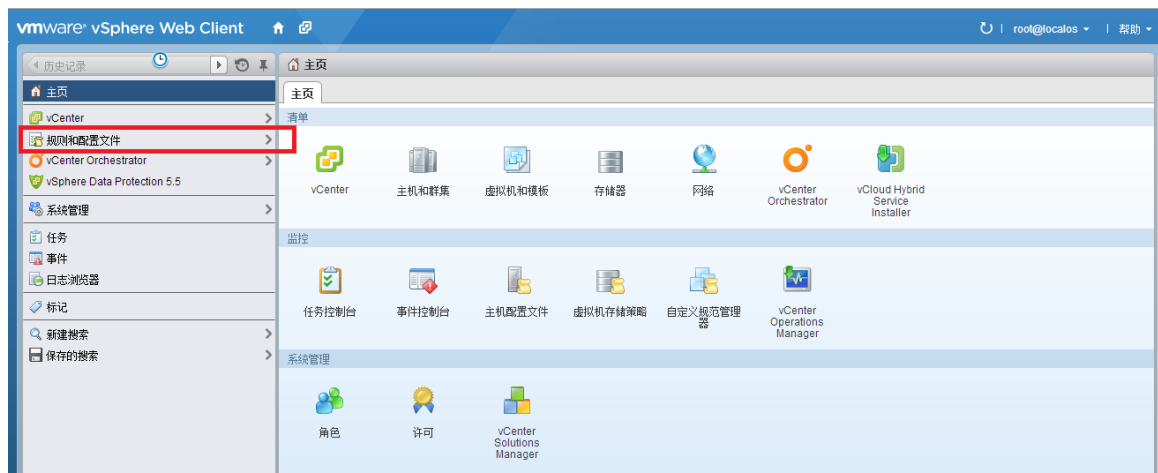 vmware® vSphere Web Client
root@localos
帮助
历史记录
主页
vCenter
规则和配置文件
vCenter Orchestrator
vSphere Data Protection 5.5
系统管理
任务
事件
日志浏览器
标记
新建搜索
保存的搜索
主页
主页
清单
vCenter
主机和群集
虚拟机和模板
存储器
网络
vCenter
Orchestrator
vCloud Hybrid
Service
Installer
监控
任务控制台
事件控制台
主机配置文件
虚拟机存储策略
自定义规范管理
器
vCenter
Operations
Manager
系统管理
角色
许可
vCenter
Solutions
Manager